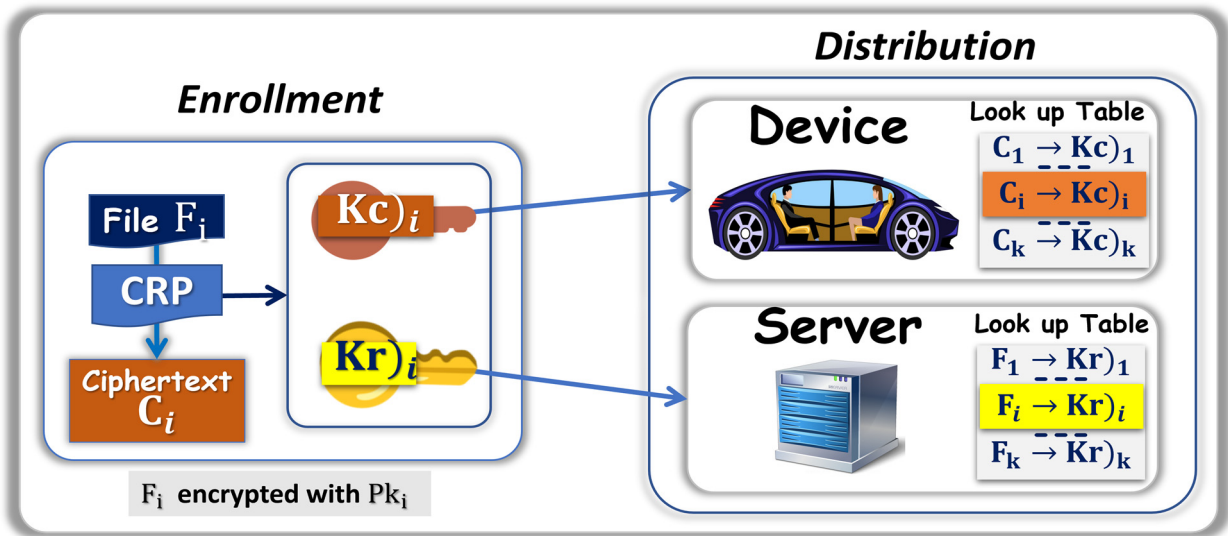 Distribution
Enrollment
File Fᵢ
CRP
Ciphertext
Cᵢ
Kc)ᵢ
Kr)ᵢ
Fᵢ encrypted with Pkᵢ
Device
Look up Table
C₁ → Kc)₁
Cᵢ → Kc)ᵢ
Cₖ → Kc)ₖ
Server
Look up Table
F₁ → Kr)₁
Fᵢ → Kr)ᵢ
Fₖ → Kr)ₖ